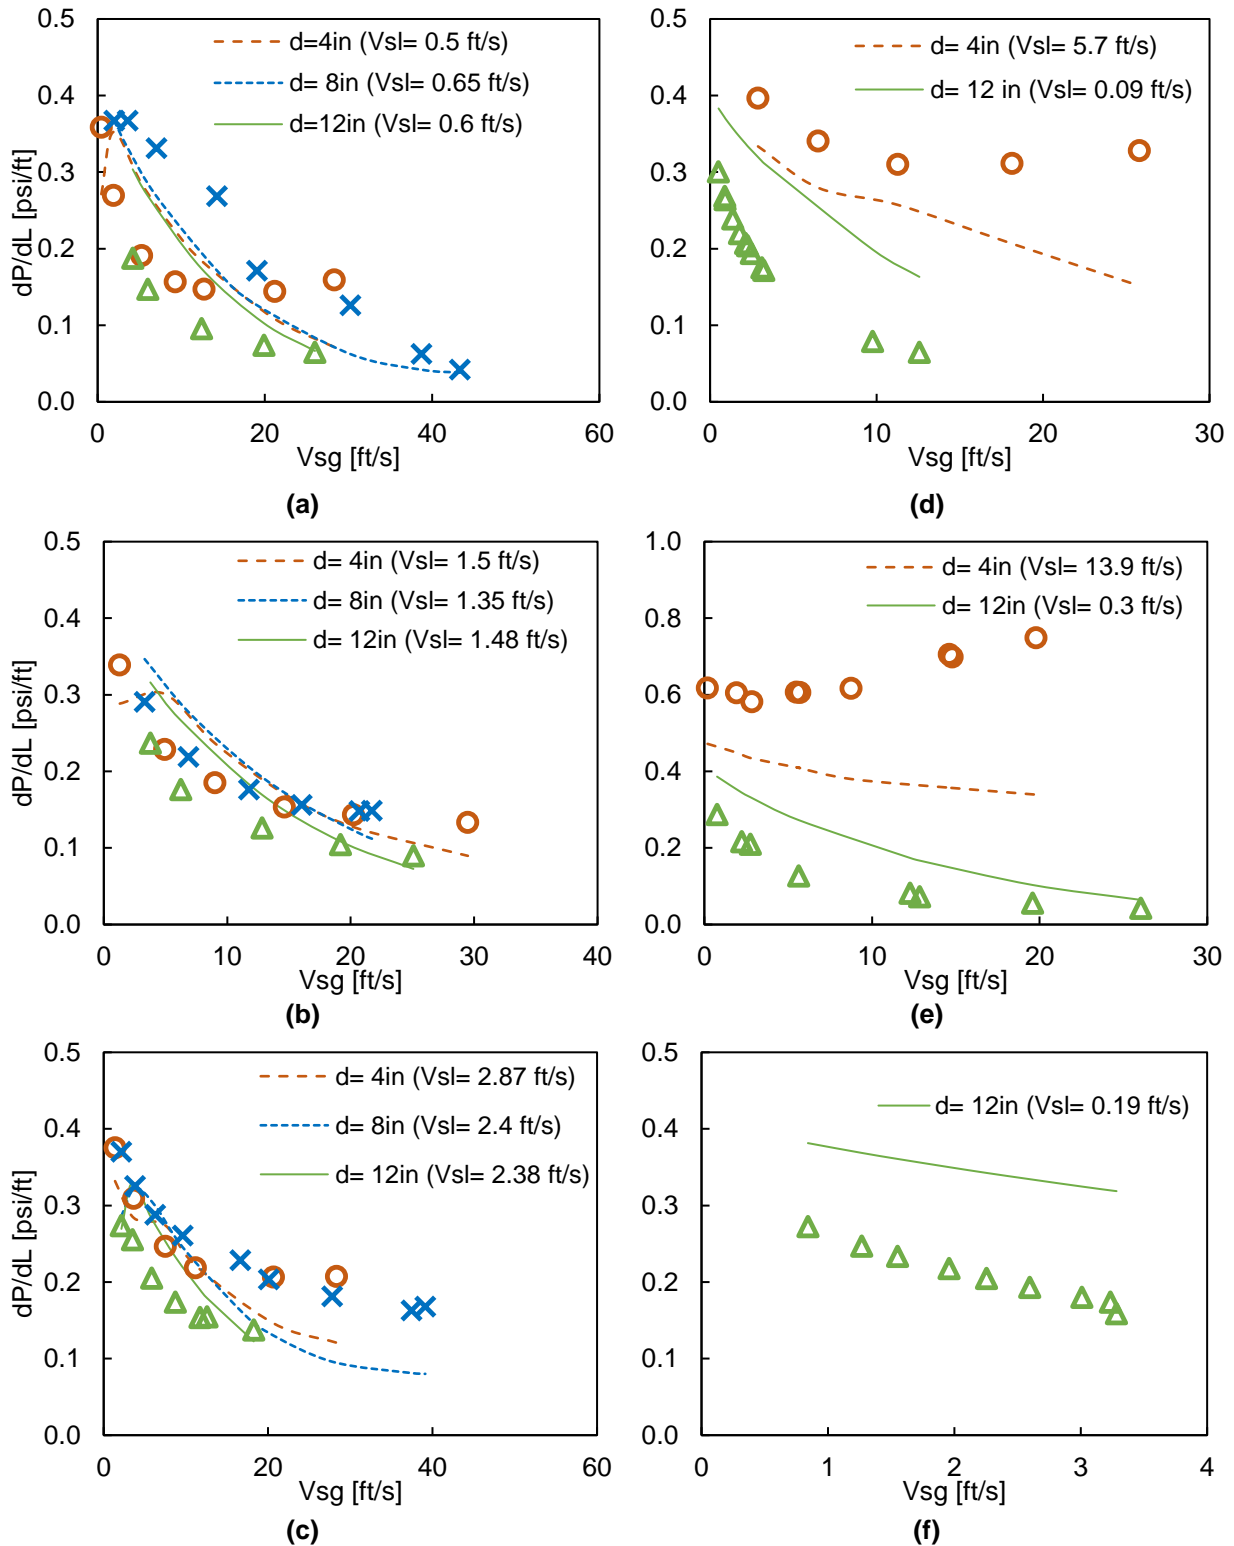 0.5
0.4
0.3
0.2
0.1
0.0
dP/dL [psi/ft]
d=4in (Vsl= 0.5 ft/s)
d= 8in (Vsl= 0.65 ft/s)
d=12in (Vsl= 0.6 ft/s)
0 20 40 60
Vsg [ft/s]
(a)
0.5
0.4
0.3
0.2
0.1
0.0
d= 4in (Vsl= 5.7 ft/s)
d= 12 in (Vsl= 0.09 ft/s)
0 10 20 30
Vsg [ft/s]
(d)
0.5
0.4
0.3
0.2
0.1
0.0
dP/dL [psi/ft]
d= 4in (Vsl= 1.5 ft/s)
d= 8in (Vsl= 1.35 ft/s)
d= 12in (Vsl= 1.48 ft/s)
0 10 20 30 40
Vsg [ft/s]
(b)
1.0
0.8
0.6
0.4
0.2
0.0
d= 4in (Vsl= 13.9 ft/s)
d= 12in (Vsl= 0.3 ft/s)
0 10 20 30
Vsg [ft/s]
(e)
0.5
0.4
0.3
0.2
0.1
0.0
dP/dL [psi/ft]
d= 4in (Vsl= 2.87 ft/s)
d= 8in (Vsl= 2.4 ft/s)
d= 12in (Vsl= 2.38 ft/s)
0 20 40 60
Vsg [ft/s]
(c)
0.5
0.4
0.3
0.2
0.1
0.0
d= 12in (Vsl= 0.19 ft/s)
0 1 2 3 4
Vsg [ft/s]
(f)